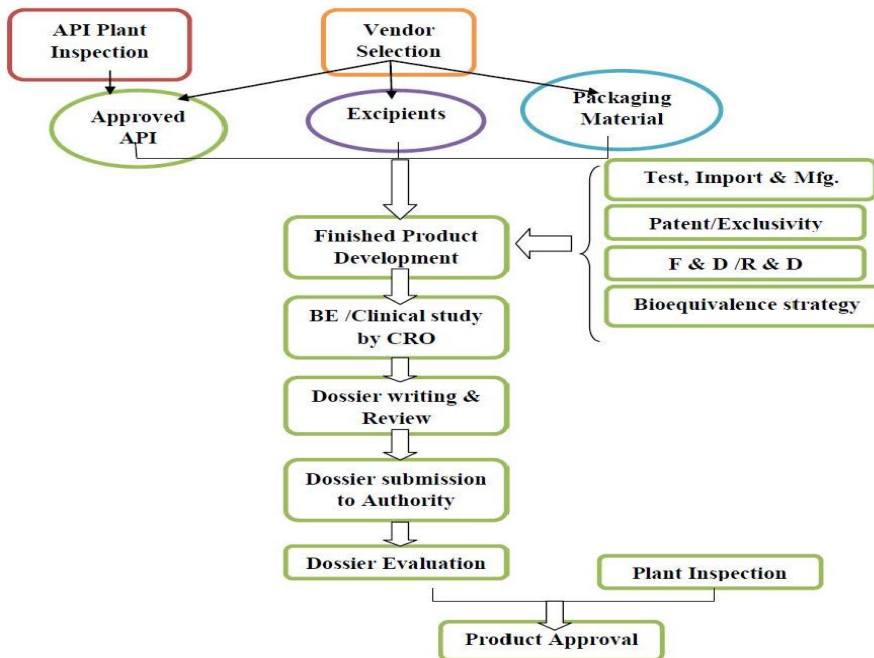 API Plant
Inspection
Vendor
Selection
Approved
API
Excipients
Packaging
Material
Test, Import & Mfg.
Patent/Exclusivity
F & D /R & D
Bioequivalence strategy
Finished Product
Development
BE /Clinical study
by CRO
Dossier writing &
Review
Dossier submission
to Authority
Dossier Evaluation
Plant Inspection
Product Approval